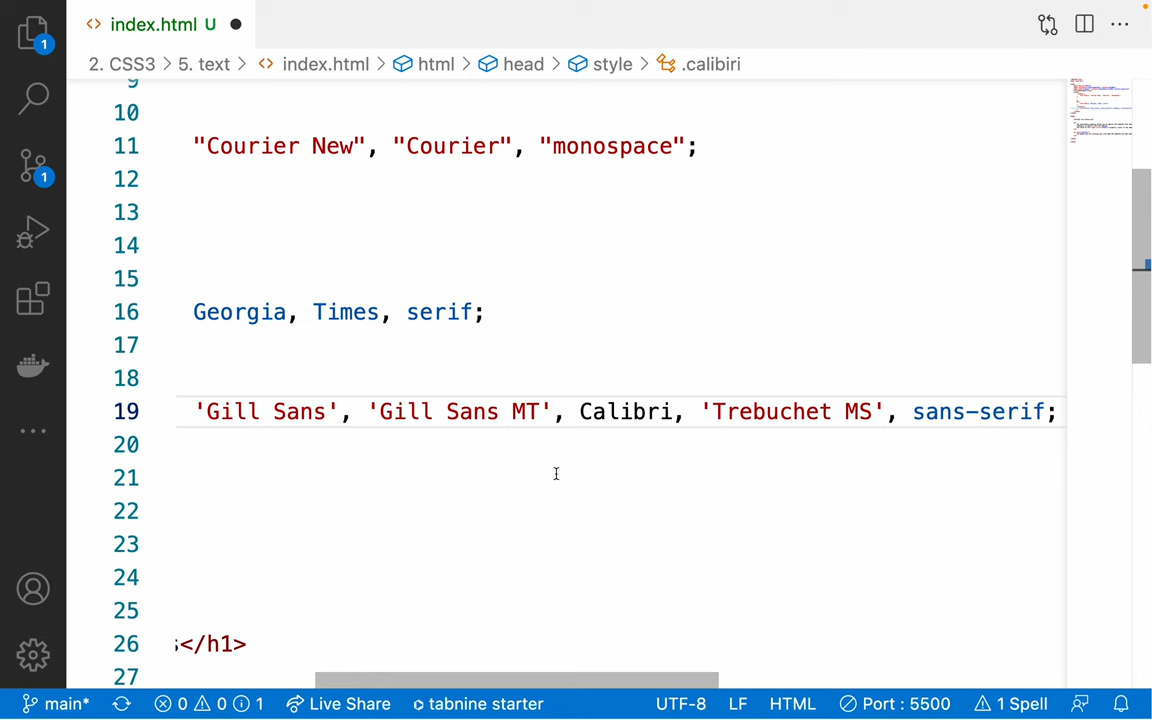 index.html U
1
2. CSS3 > 5. text > index.html > html > head > style > .calibiri
9
10
11 "Courier New", "Courier", "monospace";
12
13
14
15
16 Georgia, Times, serif;
17
18
19 'Gill Sans', 'Gill Sans MT', Calibri, 'Trebuchet MS', sans-serif;
20
21
22
23
24
25
26 s</h1>
27
1
main* 0 0 1 Live Share tabnine starter UTF-8 LF HTML Port : 5500 1 Spell